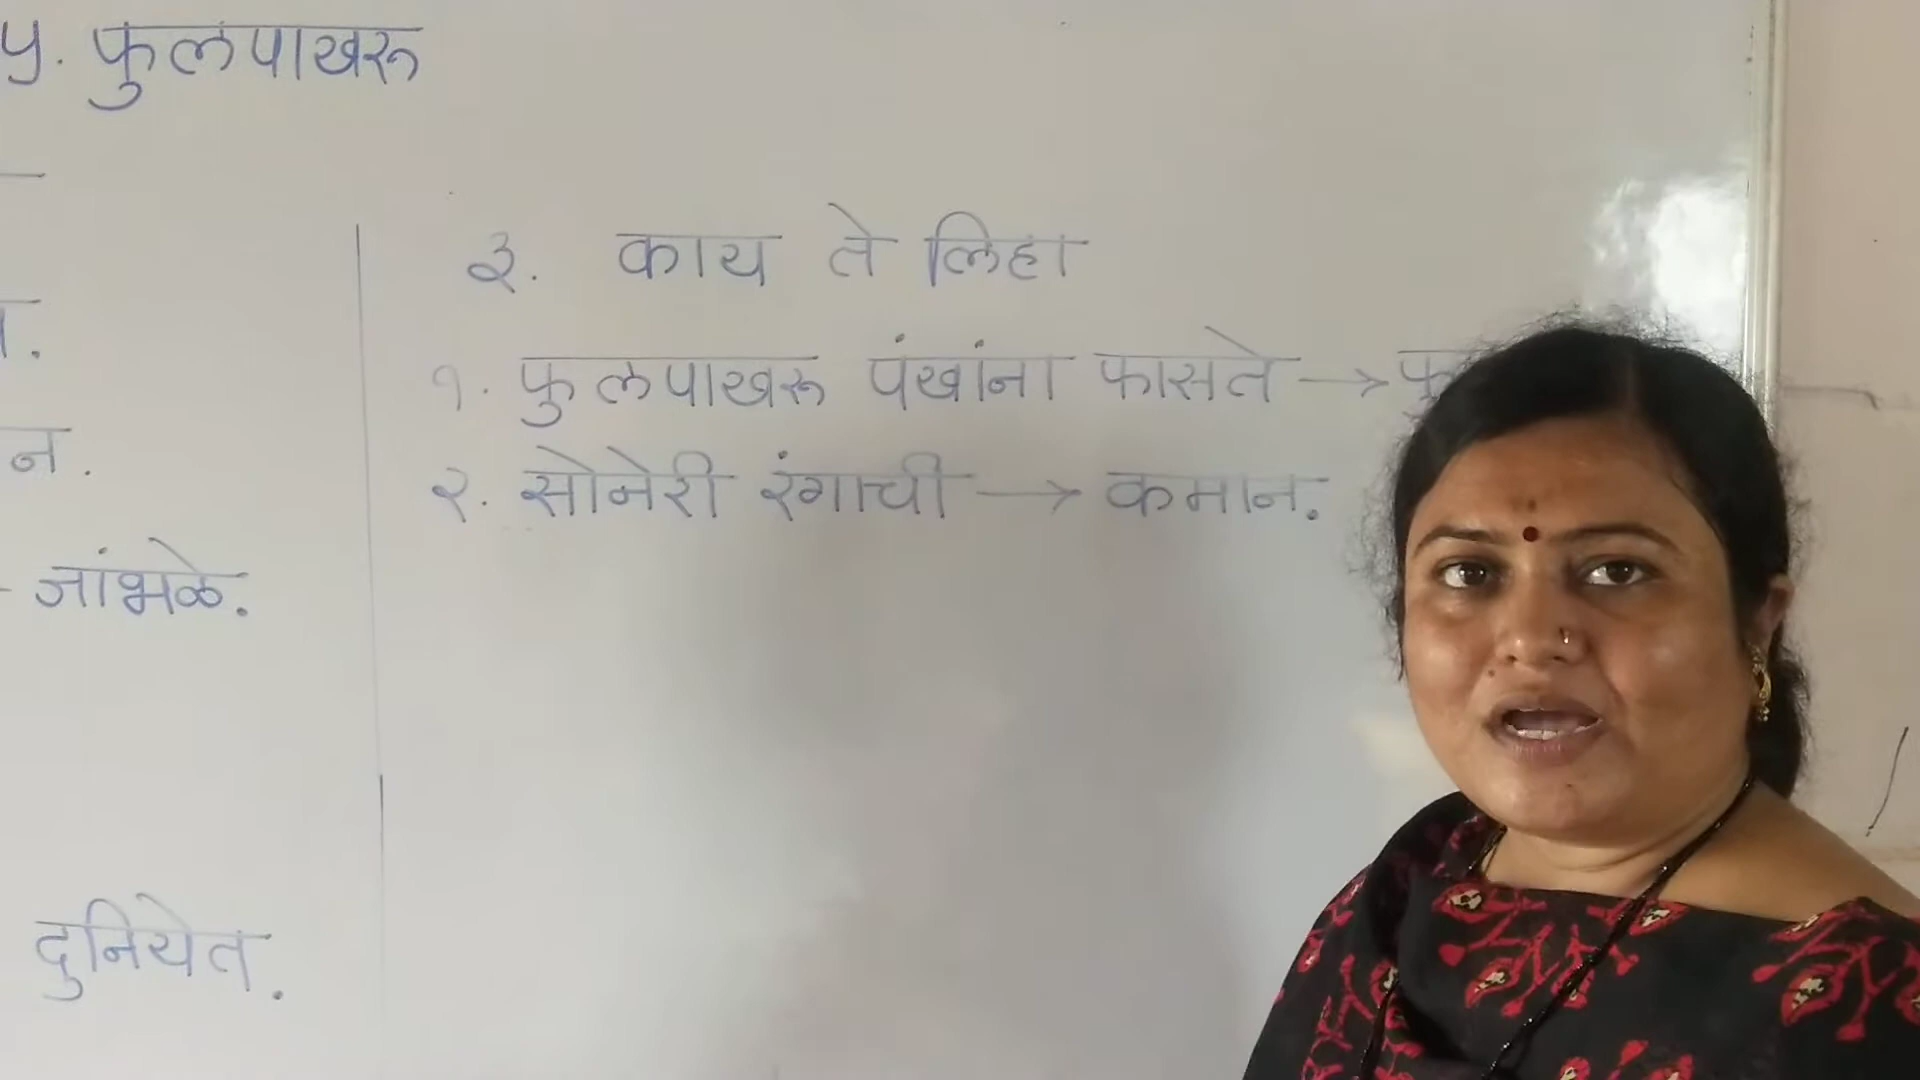 ५. फुलपाखरू
३. काय ते लिहा
१. फुलपाखरू पंखांना फासते →
२. सोनेरी रंगाची → कमान.
न.
जांभळे.
दुनियेत.